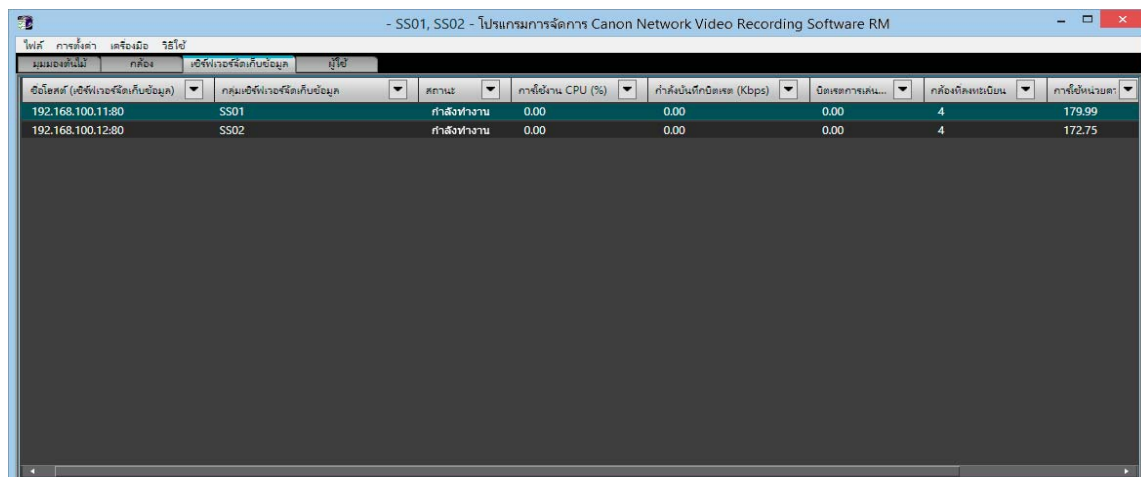 - SS01, SS02 - โปรแกรมการจัดการ Canon Network Video Recording Software RM
ไฟล์ การตั้งค่า เครื่องมือ วิธีใช้
มุมมองต้นไม้ กล้อง เซิร์ฟเวอร์จัดเก็บข้อมูล ผู้ใช้
ชื่อโฮสต์ (เซิร์ฟเวอร์จัดเก็บข้อมูล) กลุ่มเซิร์ฟเวอร์จัดเก็บข้อมูล สถานะ การใช้งาน CPU (%) กำลังบันทึกบิตเรต (Kbps) บิตเรตการเล่น... กล้องที่ลงทะเบียน การใช้หน่วยคว
192.168.100.11:80 SS01 กำลังทำงาน 0.00 0.00 0.00 4 179.99
192.168.100.12:80 SS02 กำลังทำงาน 0.00 0.00 0.00 4 172.75